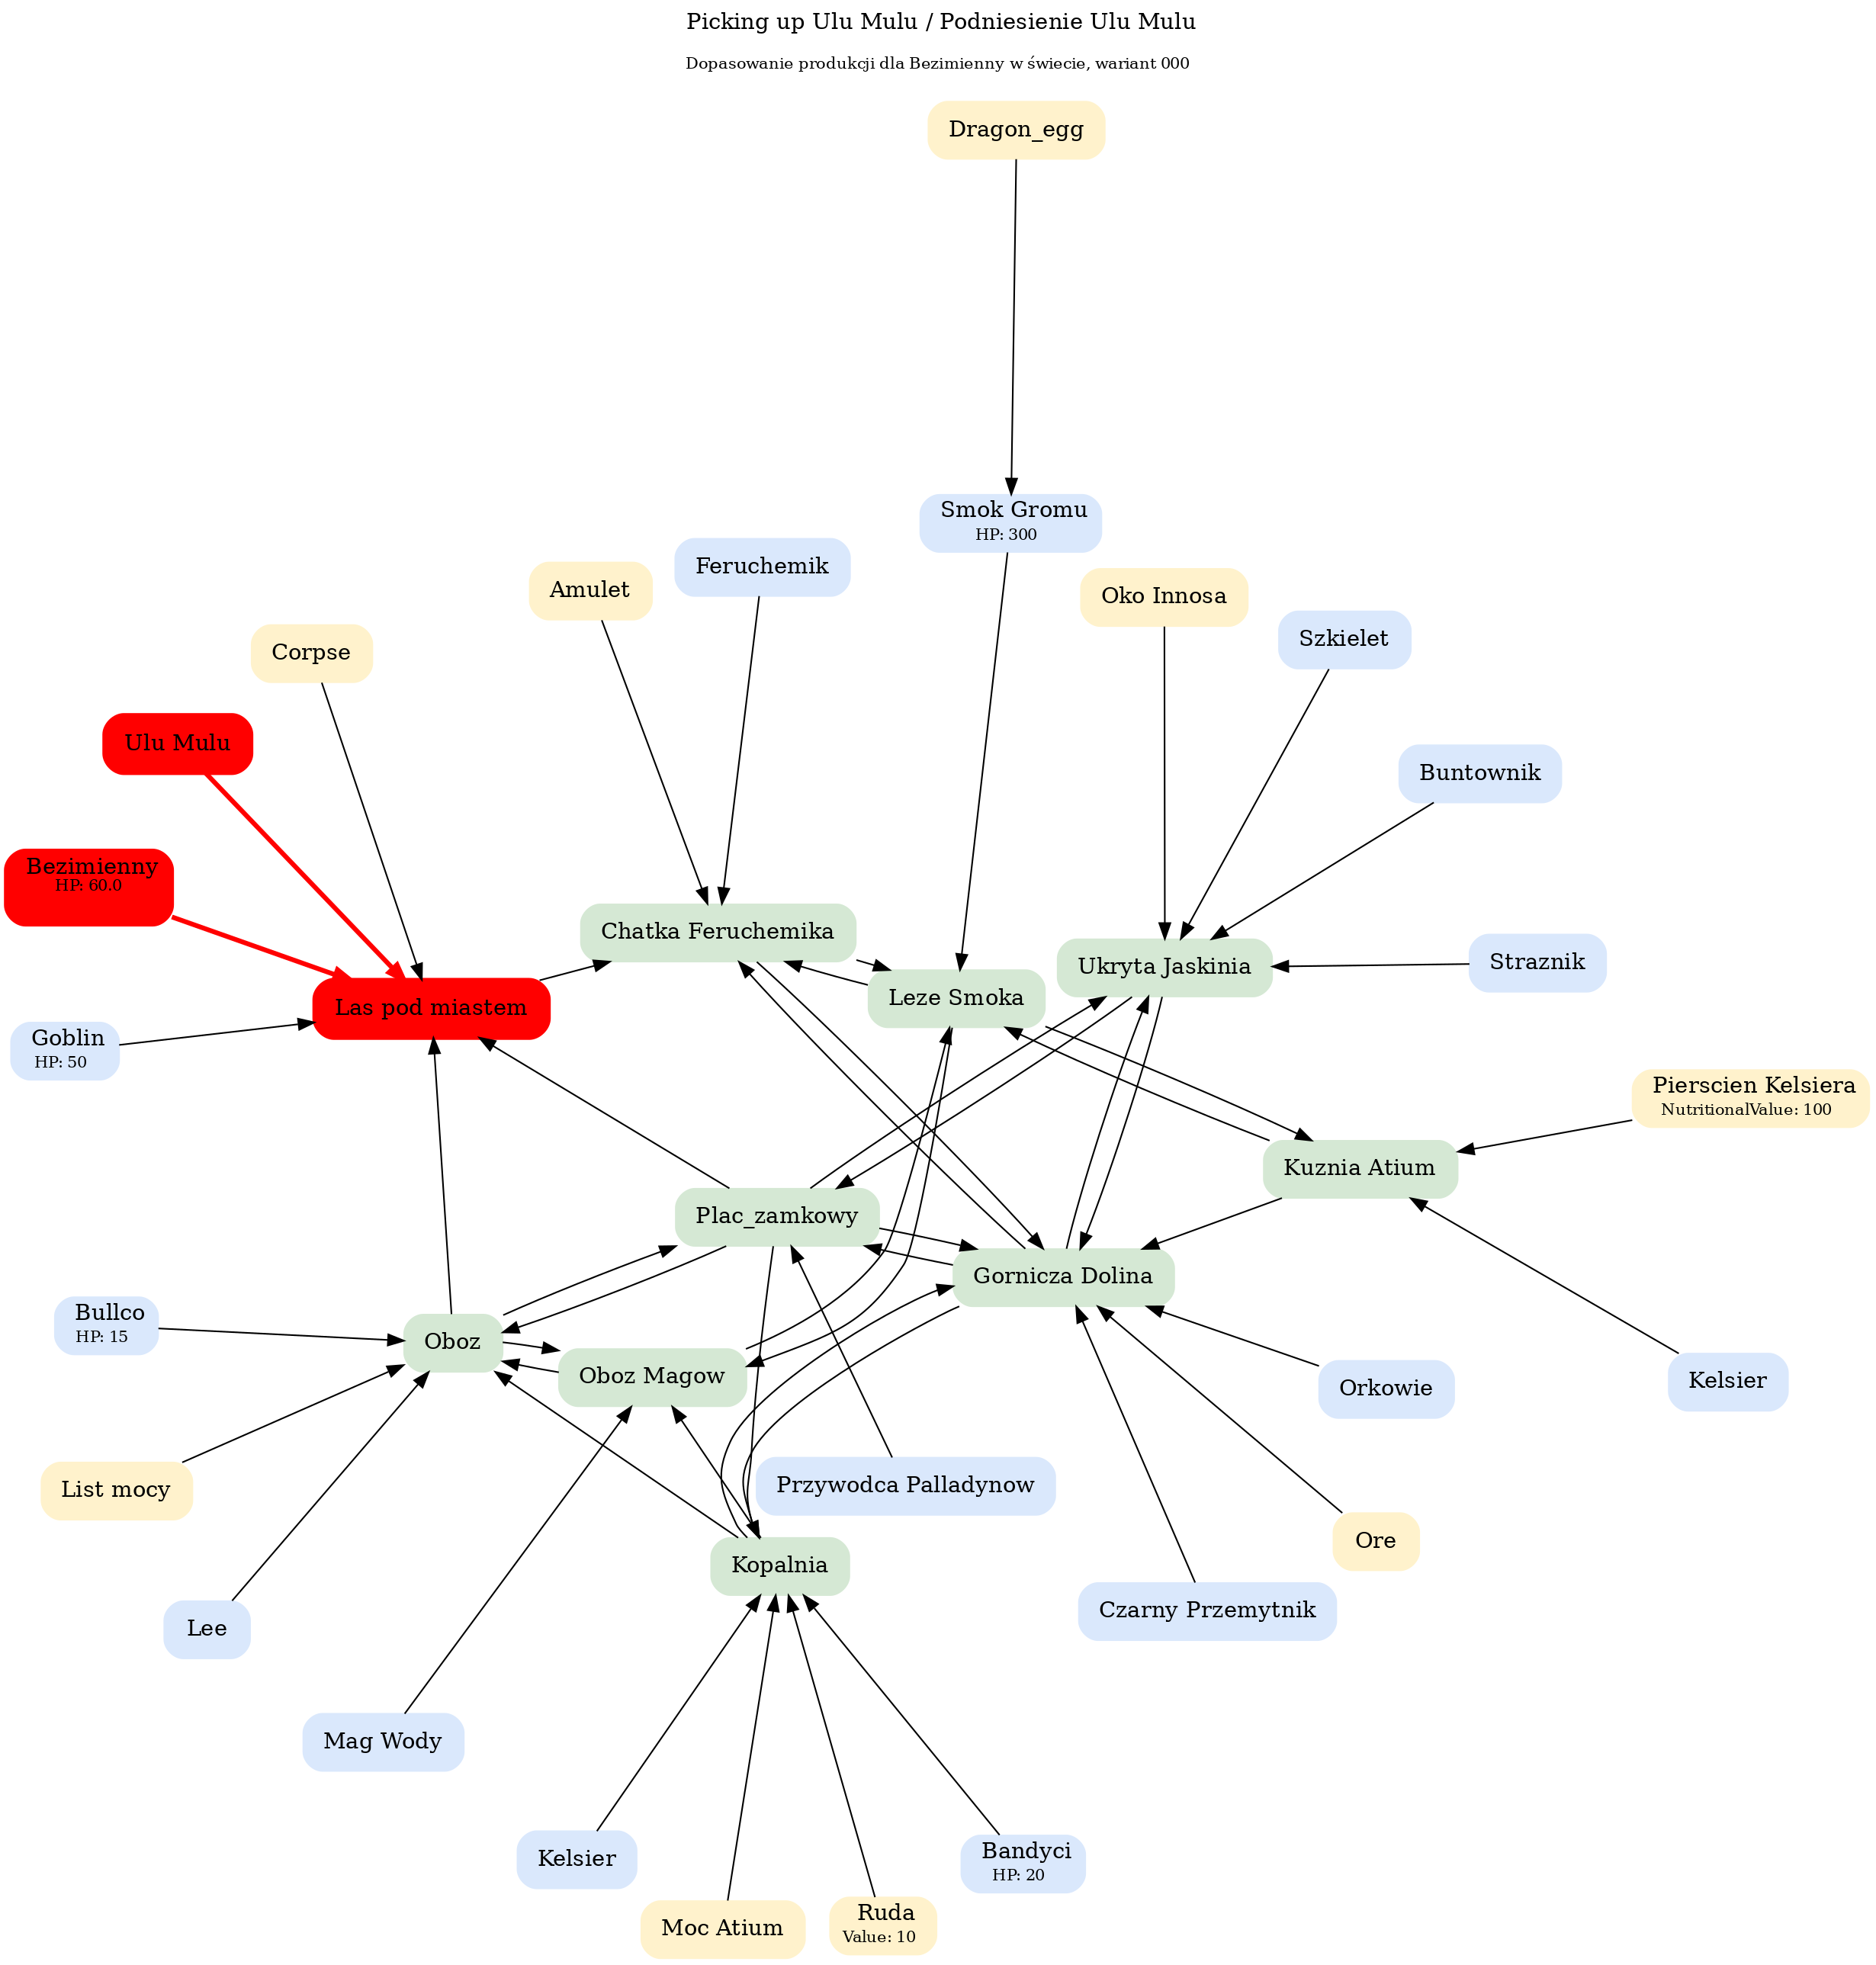 Picking up Ulu Mulu / Podniesienie Ulu Mulu
Dopasowanie produkcji dla Bezimienny w świecie, wariant 000
Dragon_egg
Smok Gromu
HP: 300
Feruchemik
Amulet
Oko Innosa
Szkielet
Corpse
Ulu Mulu
Buntownik
Bezimienny
HP: 60.0
Chatka Feruchemika
Ukryta Jaskinia
Straznik
Leze Smoka
Las pod miastem
Goblin
HP: 50
Pierscien Kelsiera
NutritionalValue: 100
Kuznia Atium
Plac_zamkowy
Gornicza Dolina
Bullco
HP: 15
Oboz
Oboz Magow
Orkowie
Kelsier
List mocy
Przywodca Palladynow
Ore
Kopalnia
Czarny Przemytnik
Lee
Mag Wody
Kelsier
Bandyci
HP: 20
Moc Atium
Ruda
Value: 10